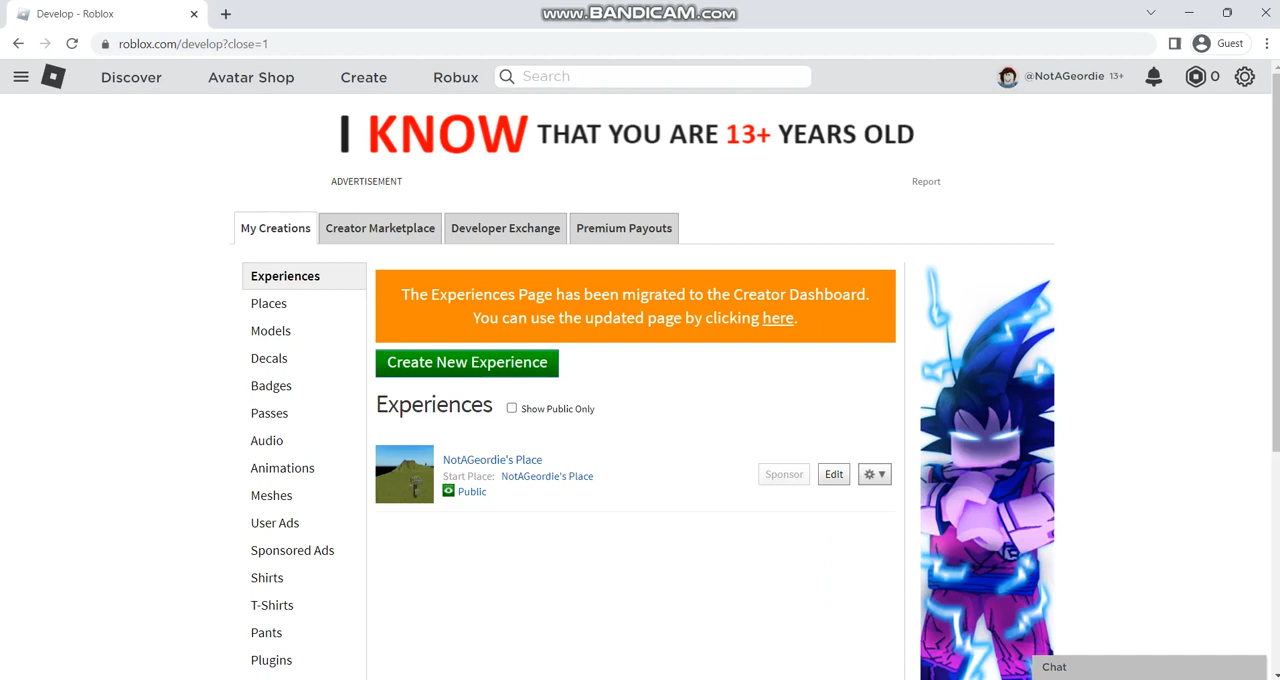 www.BANDICAM.com
Develop - Roblox
roblox.com/develop?close=1
Guest
Discover
Avatar Shop
Create
Robux
Search
@NotAGeordie 13+
0
I KNOW THAT YOU ARE 13+ YEARS OLD
ADVERTISEMENT
Report
My Creations
Creator Marketplace
Developer Exchange
Premium Payouts
Experiences
Places
Models
Decals
Badges
Passes
Audio
Animations
Meshes
User Ads
Sponsored Ads
Shirts
T-Shirts
Pants
Plugins
The Experiences Page has been migrated to the Creator Dashboard.
You can use the updated page by clicking here.
Create New Experience
Experiences
Show Public Only
NotAGeordie's Place
Start Place: NotAGeordie's Place
Public
Sponsor
Edit
Chat